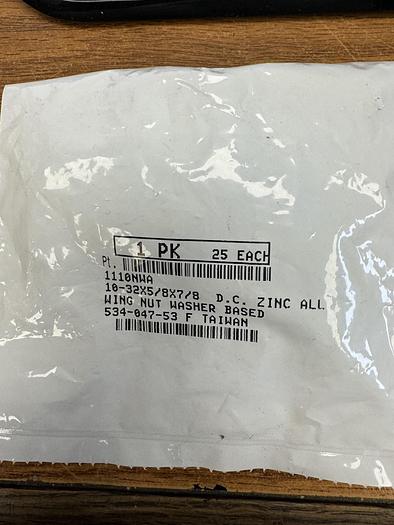 1 PK 25 EACH
Pt.
1110NWA
10-32X5/8X7/8 D.C. ZINC ALL
WING NUT WASHER BASED
534-047-53 F TAIWAN